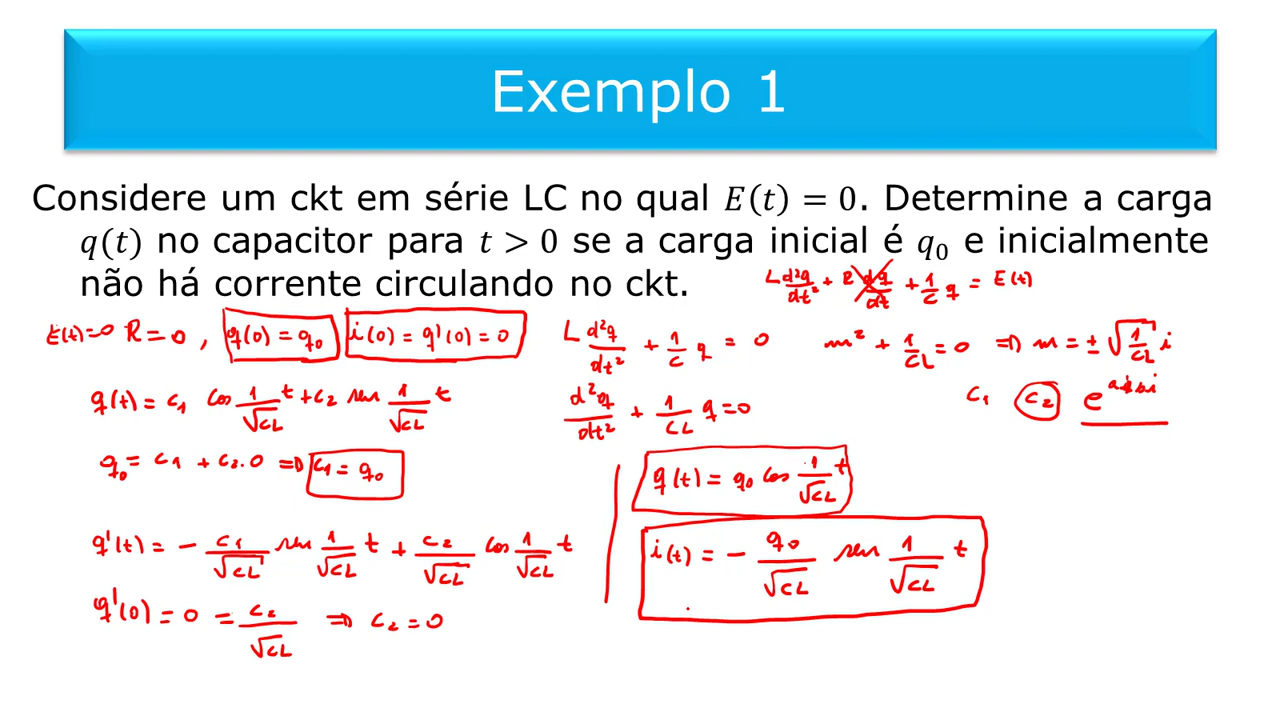 Exemplo 1
Considere um ckt em série LC no qual E(t) = 0. Determine a carga
q(t) no capacitor para t > 0 se a carga inicial é q₀ e inicialmente
não há corrente circulando no ckt.
L d²q/dt² + R dq/dt + 1/C q = E(t)
E(t)=0 R=0, q(0)=q₀ i(0)=q'(0)=0
L d²q/dt² + 1/C q = 0
m² + 1/CL = 0 ⇒ m = ± √(1/CL) i
d²q/dt² + 1/CL q = 0
C₁ C₂
q(t) = C₁ cos 1/√CL t + C₂ sen 1/√CL t
q₀ = C₁ + C₂.0 ⇒ C₁ = q₀
q'(t) = - C₁/√CL sen 1/√CL t + C₂/√CL cos 1/√CL t
q'(0) = 0 = C₂/√CL ⇒ C₂ = 0
q(t) = q₀ cos 1/√CL t
i(t) = - q₀/√CL sen 1/√CL t